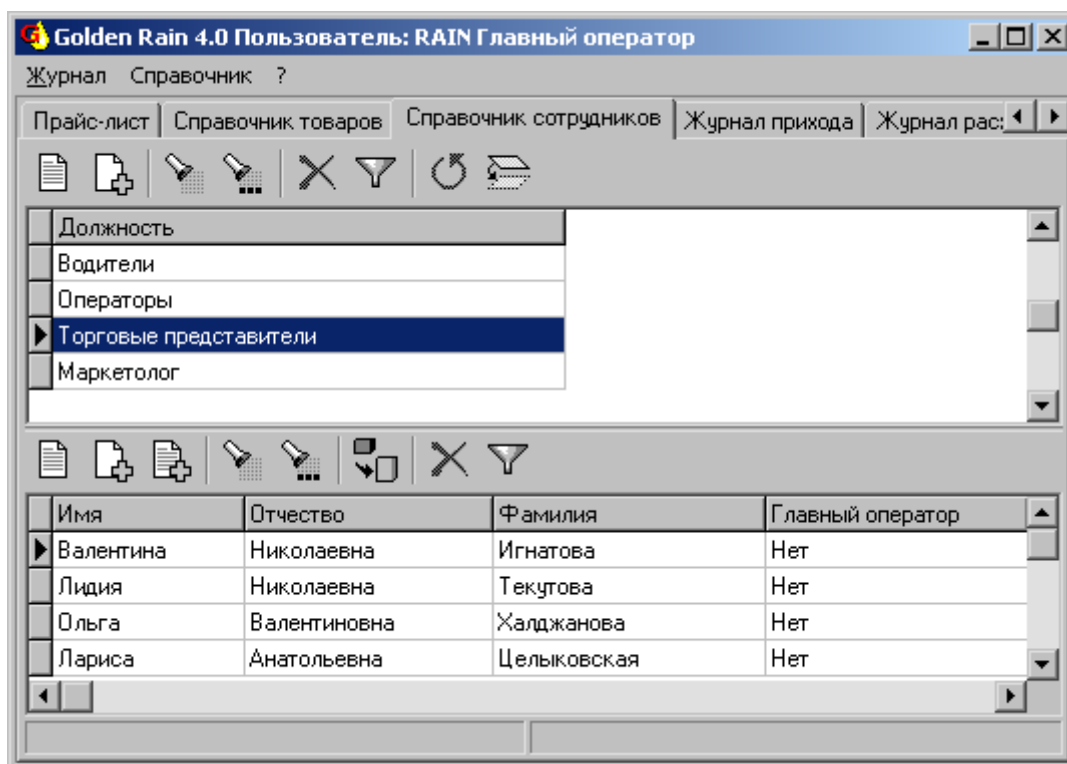 Golden Rain 4.0 Пользователь: RAIN Главный оператор
Журнал Справочник ?
Прайс-лист Справочник товаров Справочник сотрудников Журнал прихода Журнал рас
Должность
Водители
Операторы
Торговые представители
Маркетолог
Имя Отчество Фамилия Главный оператор
Валентина Николаевна Игнатова Нет
Лидия Николаевна Текутова Нет
Ольга Валентиновна Халджанова Нет
Лариса Анатольевна Целыковская Нет